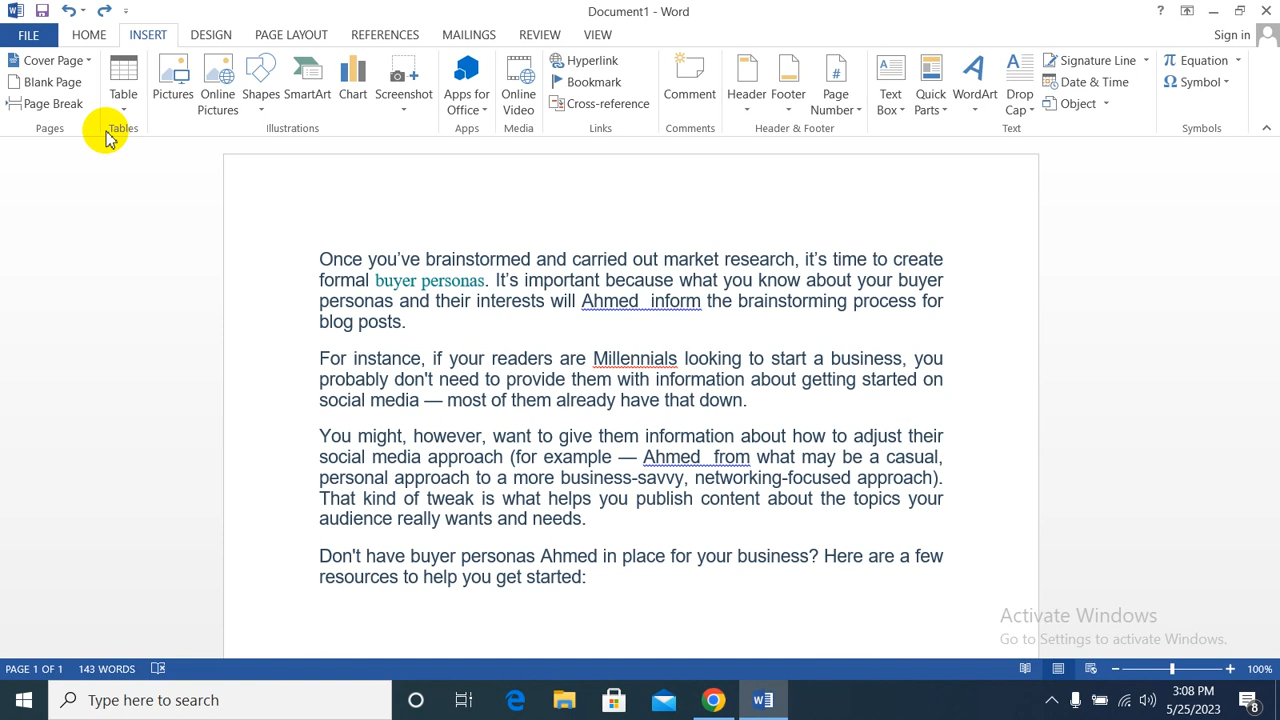 Document1 - Word
?
FILE HOME INSERT DESIGN PAGE LAYOUT REFERENCES MAILINGS REVIEW VIEW Sign in
Cover Page
Blank Page
Page Break
Pages
Table
Tables
Pictures
Online Pictures
Shapes
SmartArt
Chart
Screenshot
Illustrations
Apps for Office
Apps
Online Video
Media
Hyperlink
Bookmark
Cross-reference
Links
Comment
Comments
Header
Footer
Page Number
Header & Footer
Text Box
Quick Parts
WordArt
Drop Cap
Signature Line
Date & Time
Object
Text
Equation
Symbol
Symbols
Once you’ve brainstormed and carried out market research, it’s time to create
formal buyer personas. It’s important because what you know about your buyer
personas and their interests will Ahmed  inform the brainstorming process for
blog posts.
For instance, if your readers are Millennials looking to start a business, you
probably don't need to provide them with information about getting started on
social media — most of them already have that down.
You might, however, want to give them information about how to adjust their
social media approach (for example — Ahmed  from what may be a casual,
personal approach to a more business-savvy, networking-focused approach).
That kind of tweak is what helps you publish content about the topics your
audience really wants and needs.
Don't have buyer personas Ahmed in place for your business? Here are a few
resources to help you get started:
Activate Windows
Go to Settings to activate Windows.
PAGE 1 OF 1 143 WORDS 100%
Type here to search
3:08 PM
5/25/2023
8